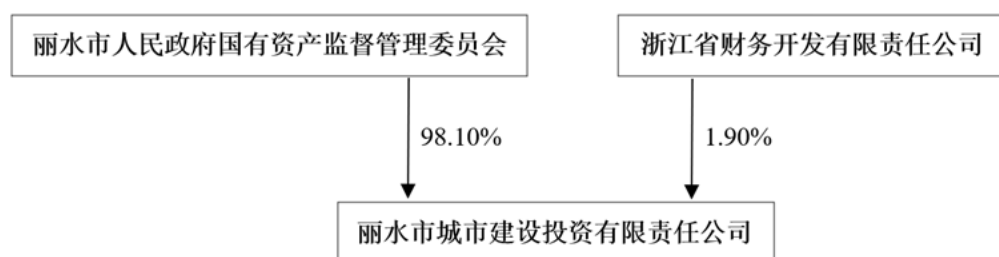 丽水市人民政府国有资产监督管理委员会
浙江省财务开发有限责任公司
98.10%
1.90%
丽水市城市建设投资有限责任公司